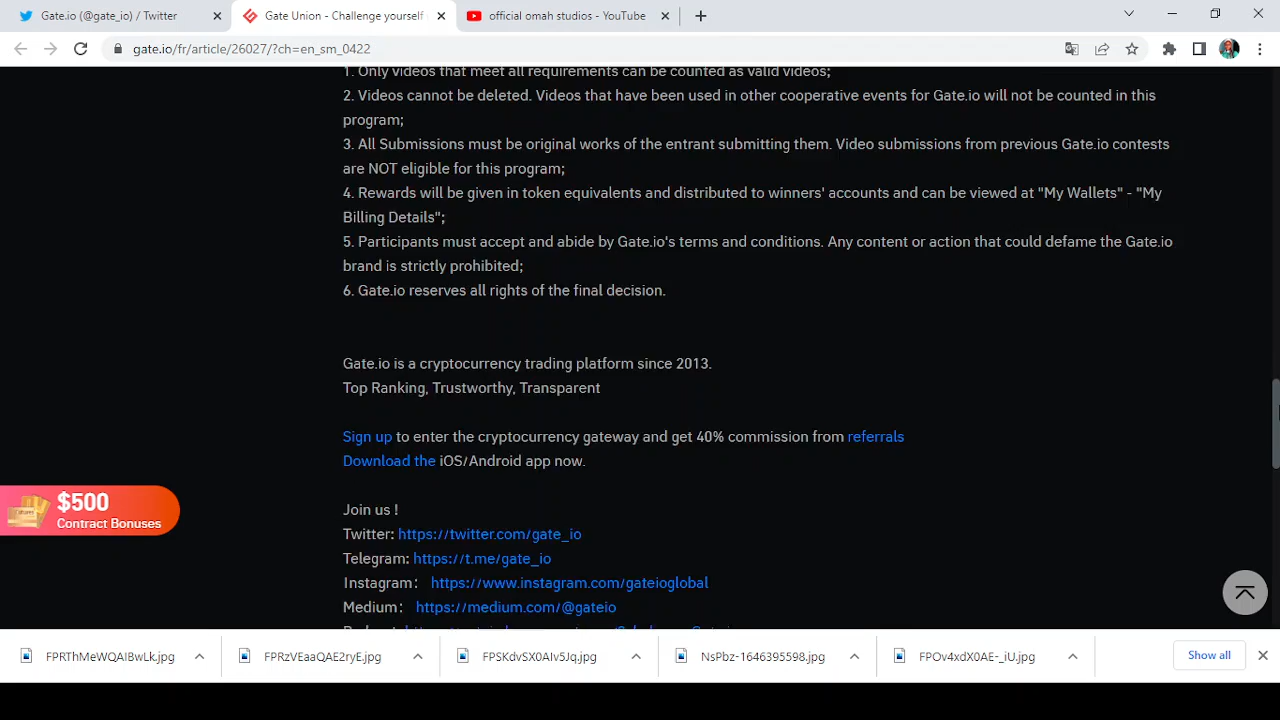 Gate.io (@gate_io) / Twitter
Gate Union - Challenge yourself
official omah studios - YouTube
gate.io/fr/article/26027/?ch=en_sm_0422
1. Only videos that meet all requirements can be counted as valid videos;
2. Videos cannot be deleted. Videos that have been used in other cooperative events for Gate.io will not be counted in this
program;
3. All Submissions must be original works of the entrant submitting them. Video submissions from previous Gate.io contests
are NOT eligible for this program;
4. Rewards will be given in token equivalents and distributed to winners' accounts and can be viewed at "My Wallets" - "My
Billing Details";
5. Participants must accept and abide by Gate.io's terms and conditions. Any content or action that could defame the Gate.io
brand is strictly prohibited;
6. Gate.io reserves all rights of the final decision.
Gate.io is a cryptocurrency trading platform since 2013.
Top Ranking, Trustworthy, Transparent
Sign up to enter the cryptocurrency gateway and get 40% commission from referrals
Download the iOS/Android app now.
$500
Contract Bonuses
Join us !
Twitter: https://twitter.com/gate_io
Telegram: https://t.me/gate_io
Instagram： https://www.instagram.com/gateioglobal
Medium： https://medium.com/@gateio
FPRThMeWQAIBwLk.jpg
FPRzVEaaQAE2ryE.jpg
FPSKdvSX0AIv5Jq.jpg
NsPbz-1646395598.jpg
FPOv4xdX0AE-_iU.jpg
Show all